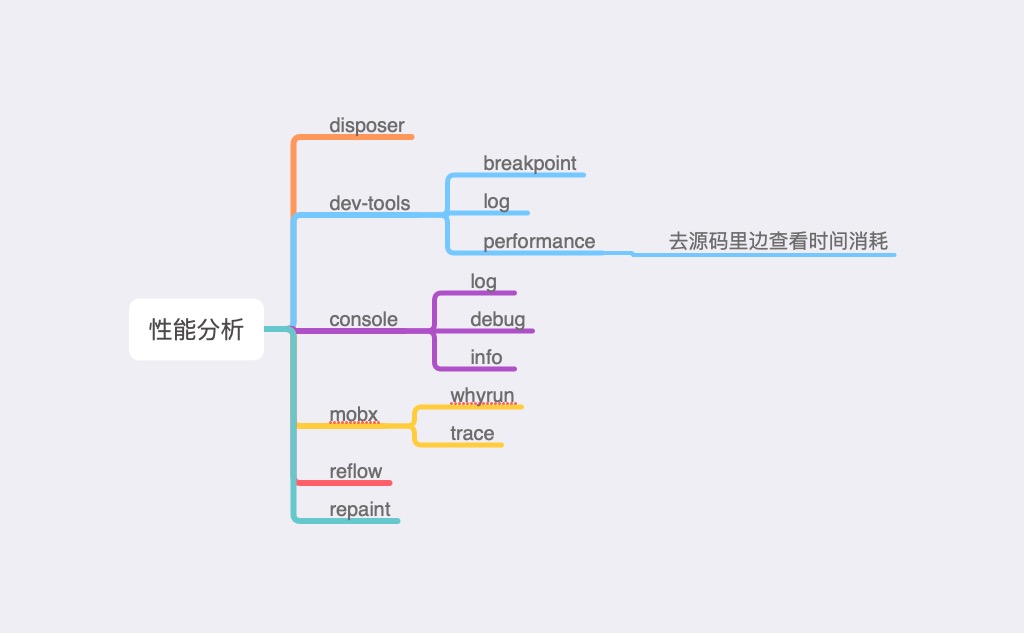 性能分析
disposer
dev-tools
breakpoint
log
performance
去源码里边查看时间消耗
console
log
debug
info
mobx
whyrun
trace
reflow
repaint